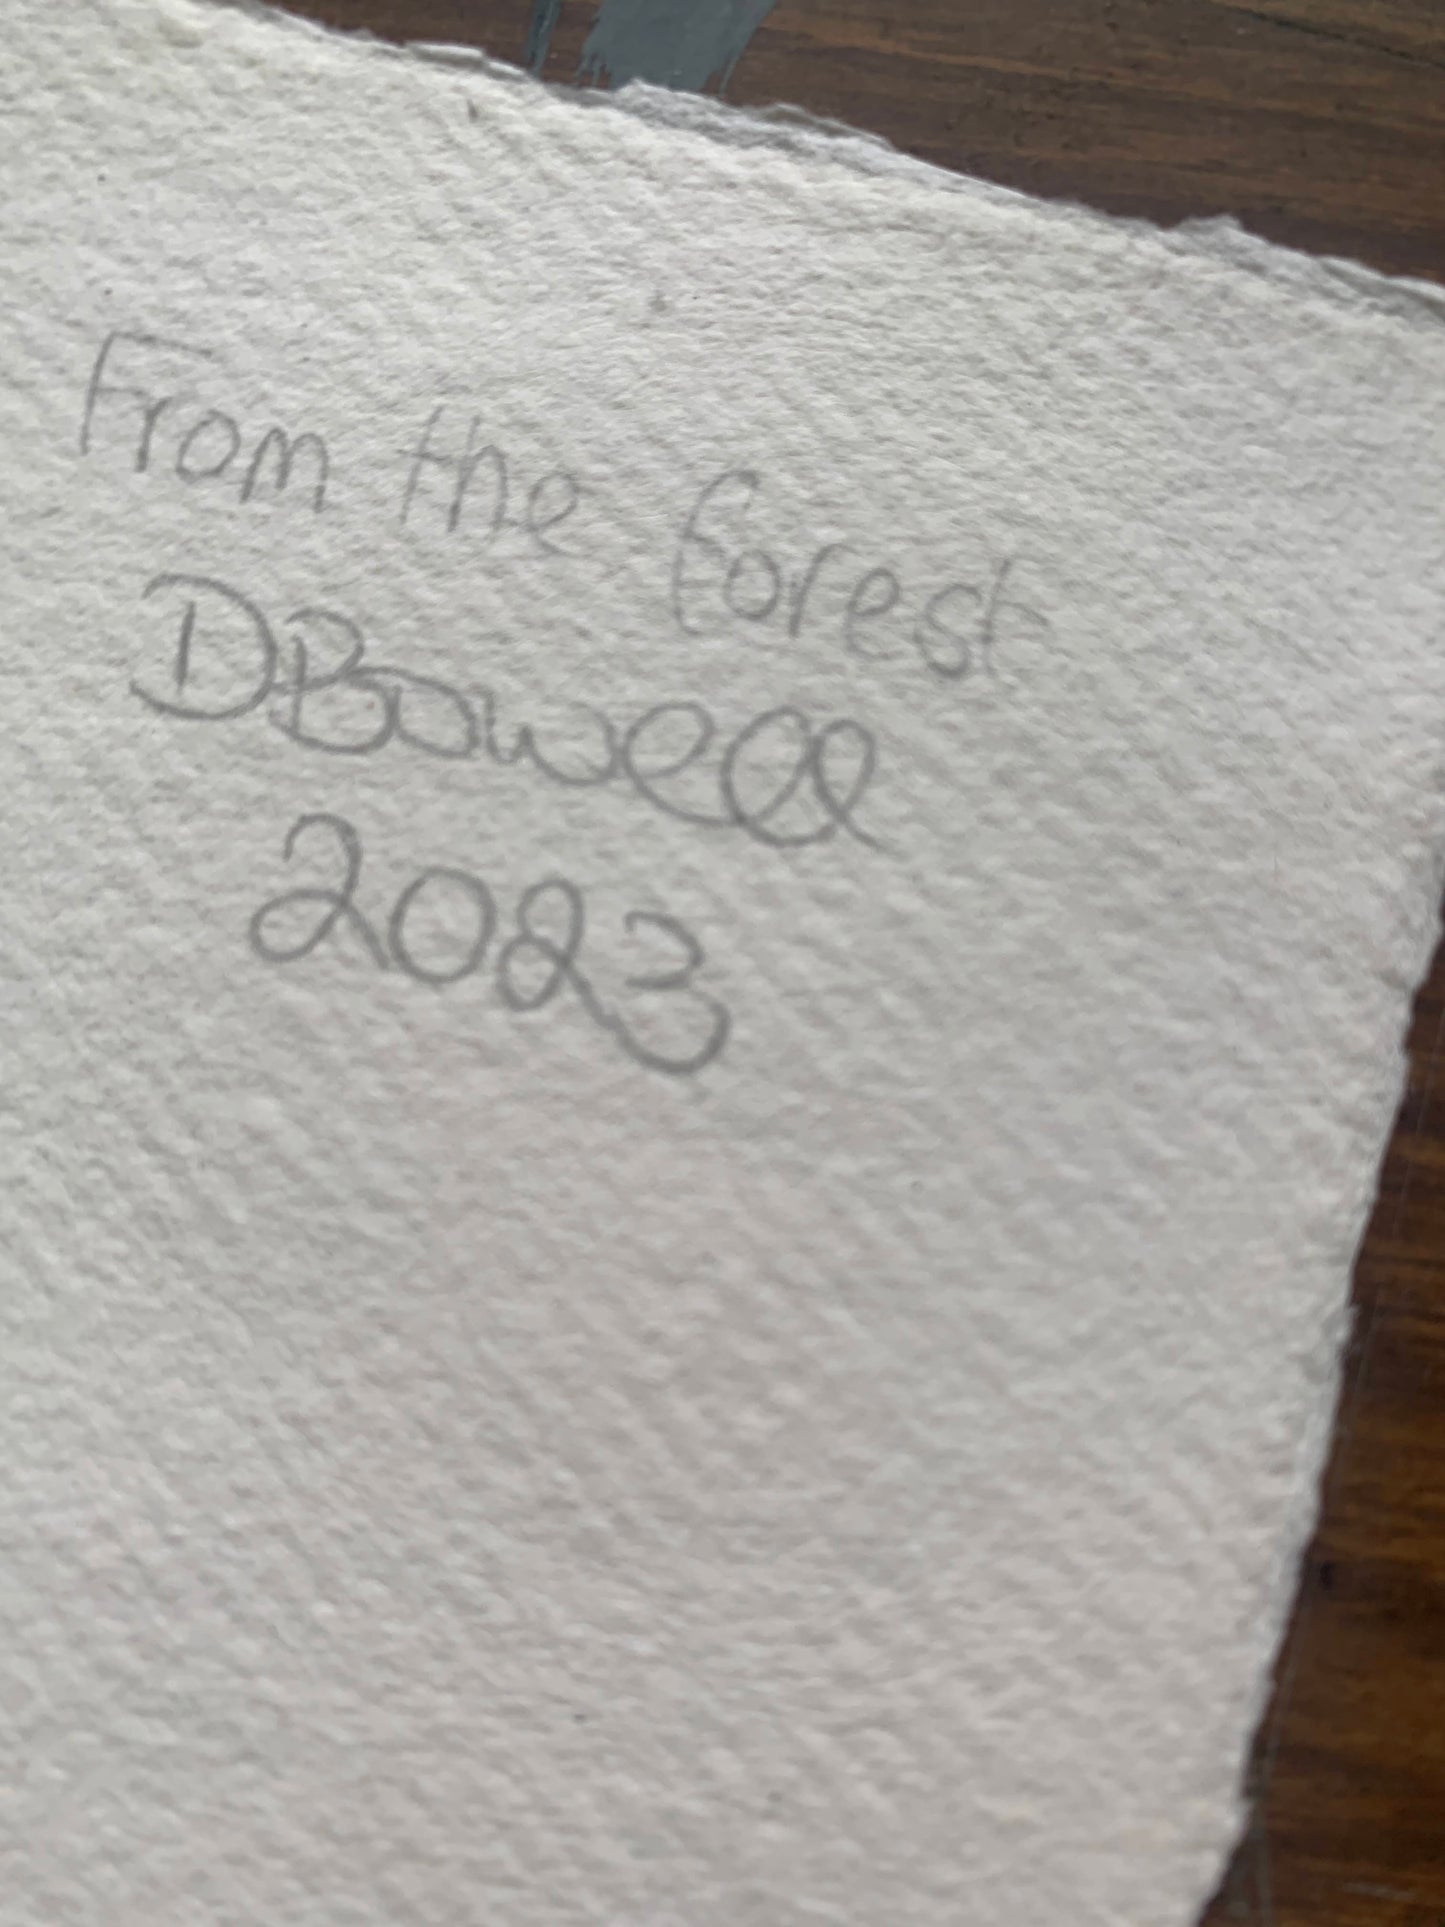 From the forest
DBowell
2023